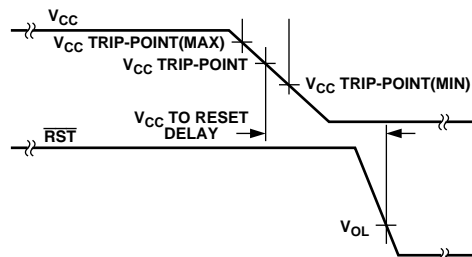 VCC
VCC TRIP-POINT(MAX)
VCC TRIP-POINT
VCC TRIP-POINT(MIN)
VCC TO RESET
DELAY
RST
VOL